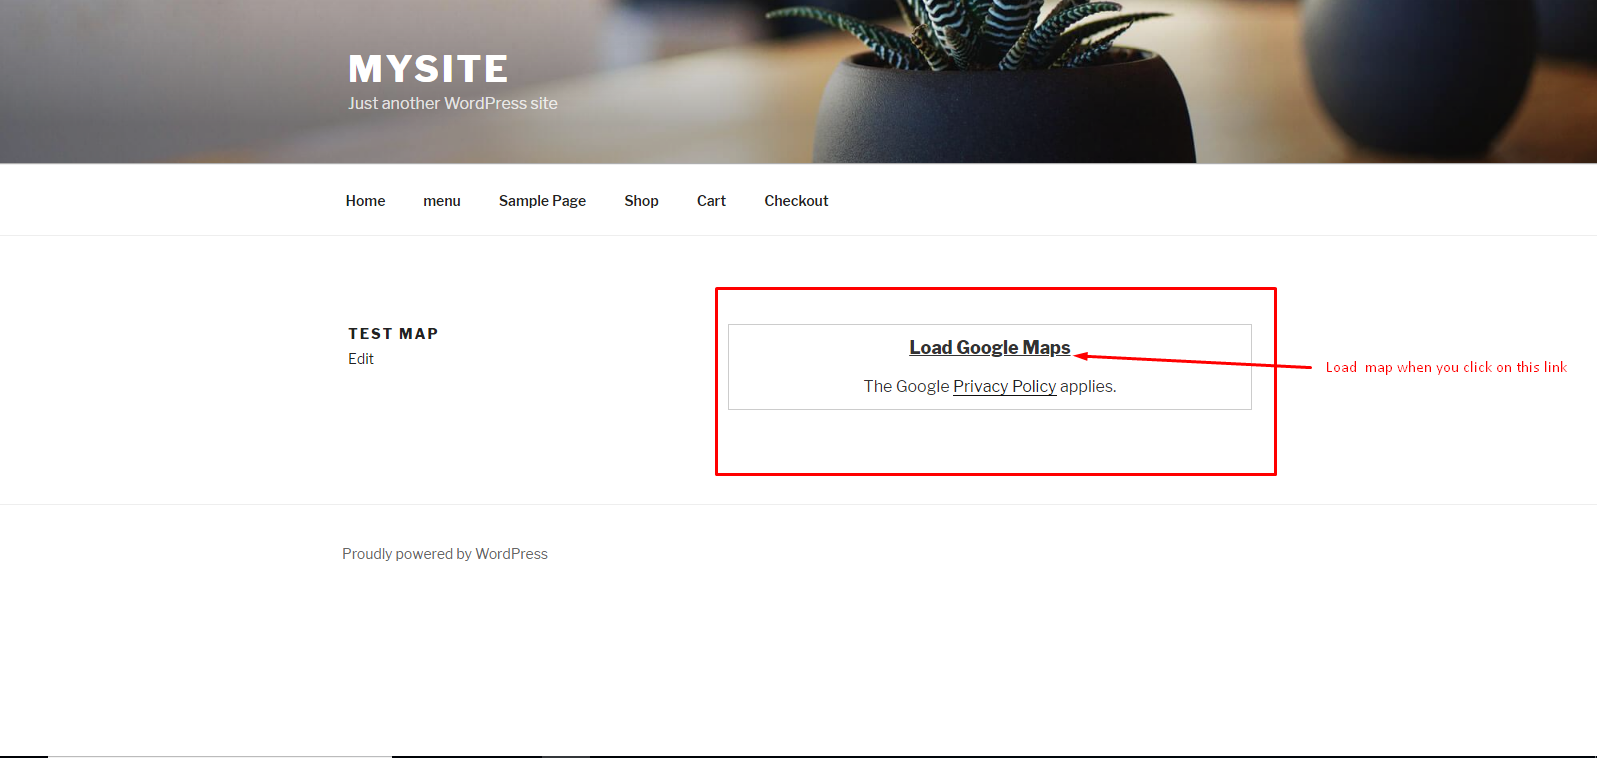 MYSITE
Just another WordPress site
Home menu Sample Page Shop Cart Checkout
TEST MAP
Edit
Load Google Maps
The Google Privacy Policy applies.
Load map when you click on this link
Proudly powered by WordPress